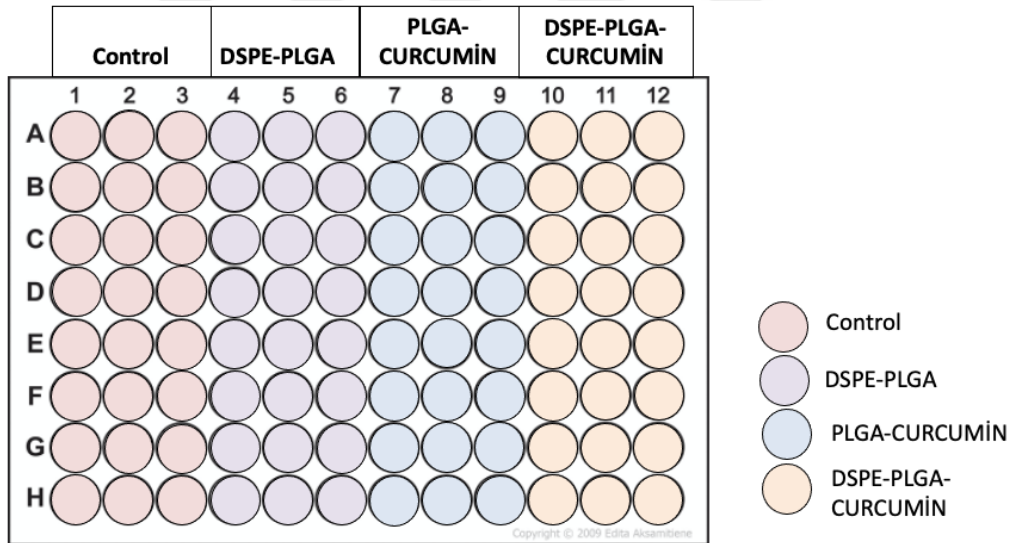 Control
DSPE-PLGA
PLGA-
CURCUMİN
DSPE-PLGA-
CURCUMİN
1 2 3 4 5 6 7 8 9 10 11 12
A
B
C
D
E
F
G
H
Copyright © 2009 Edita Aksamitiene
Control
DSPE-PLGA
PLGA-CURCUMİN
DSPE-PLGA-
CURCUMİN